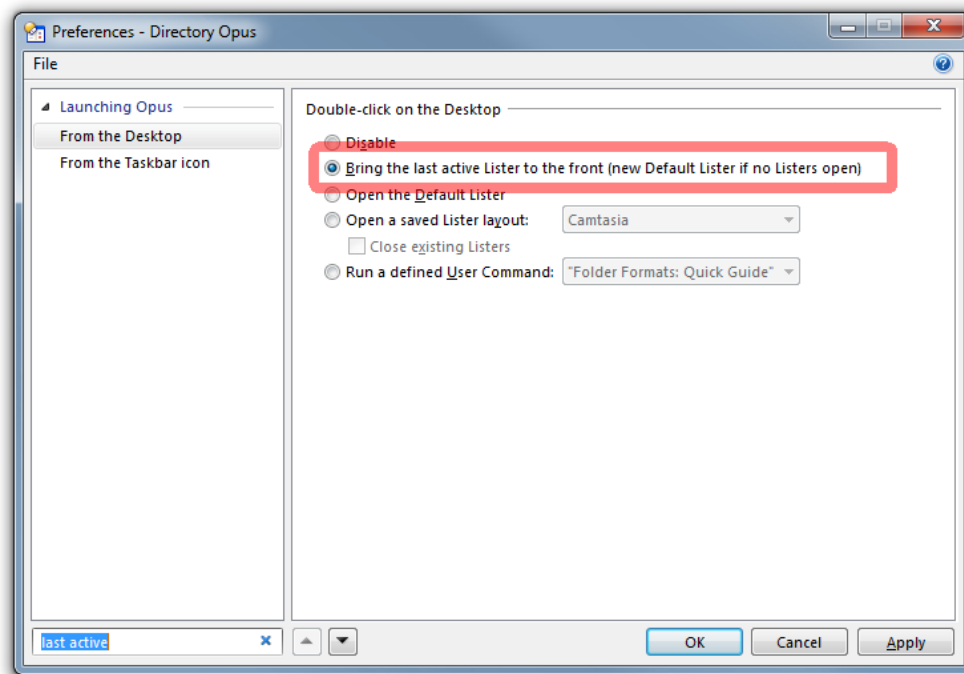 Preferences - Directory Opus
File
Launching Opus
From the Desktop
From the Taskbar icon
Double-click on the Desktop
Disable
Bring the last active Lister to the front (new Default Lister if no Listers open)
Open the Default Lister
Open a saved Lister layout: Camtasia
Close existing Listers
Run a defined User Command: "Folder Formats: Quick Guide"
last active
OK Cancel Apply